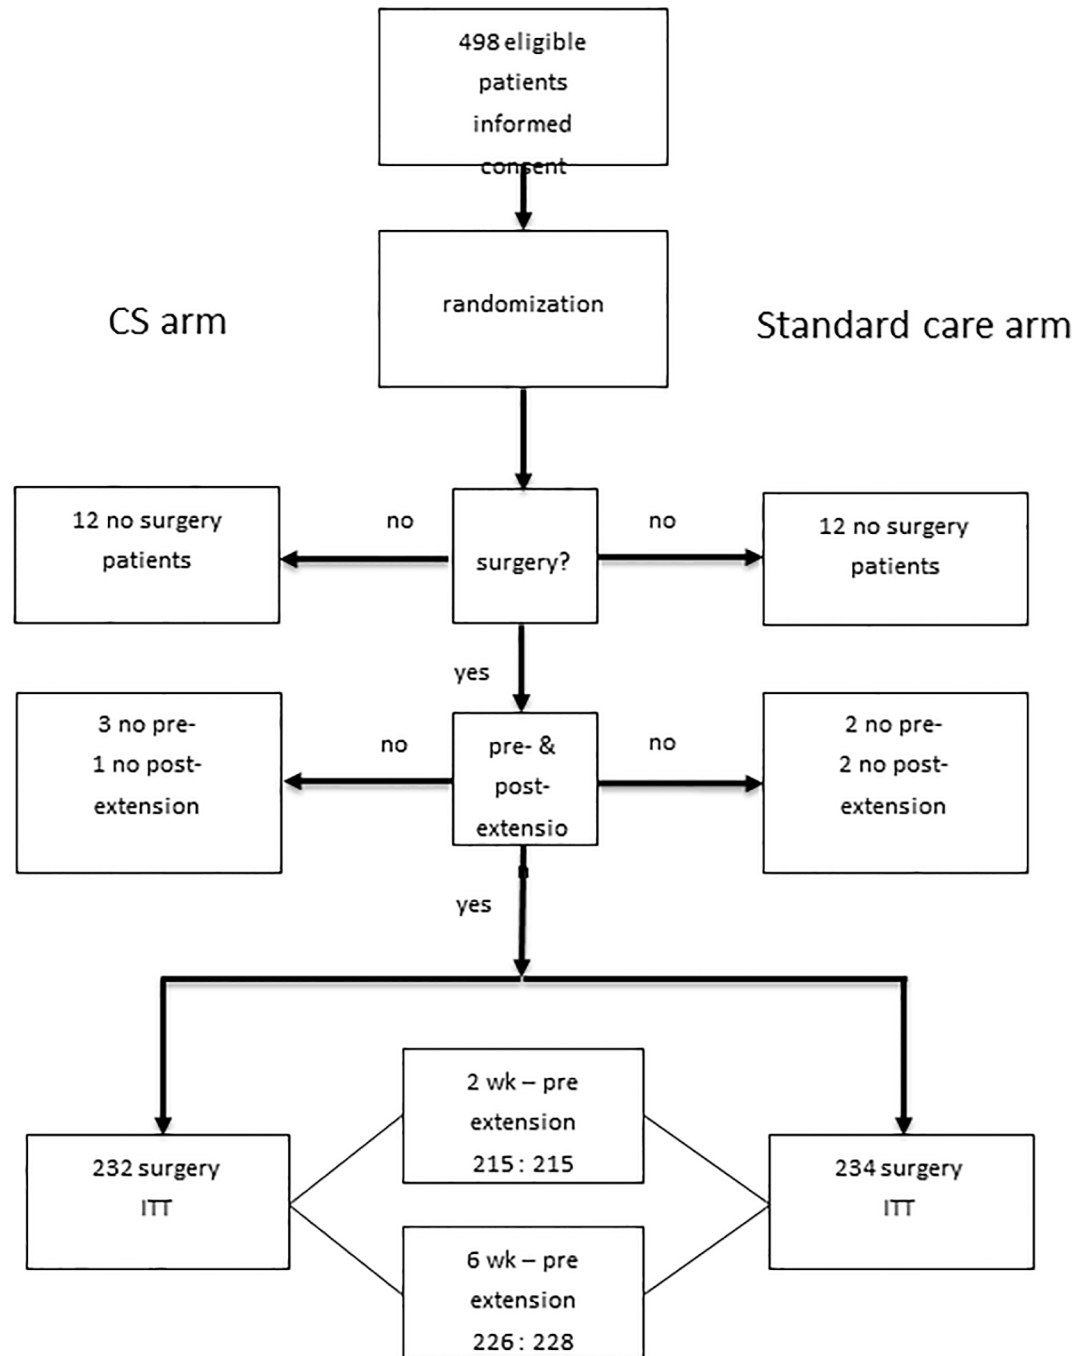 498 eligible
patients
informed
consent
randomization
CS arm
Standard care arm
12 no surgery
patients
no
surgery?
no
12 no surgery
patients
yes
3 no pre-
1 no post-
extension
no
pre- &
post-
extensio
n
no
2 no pre-
2 no post-
extension
yes
2 wk – pre
extension
215 : 215
232 surgery
ITT
234 surgery
ITT
6 wk – pre
extension
226 : 228